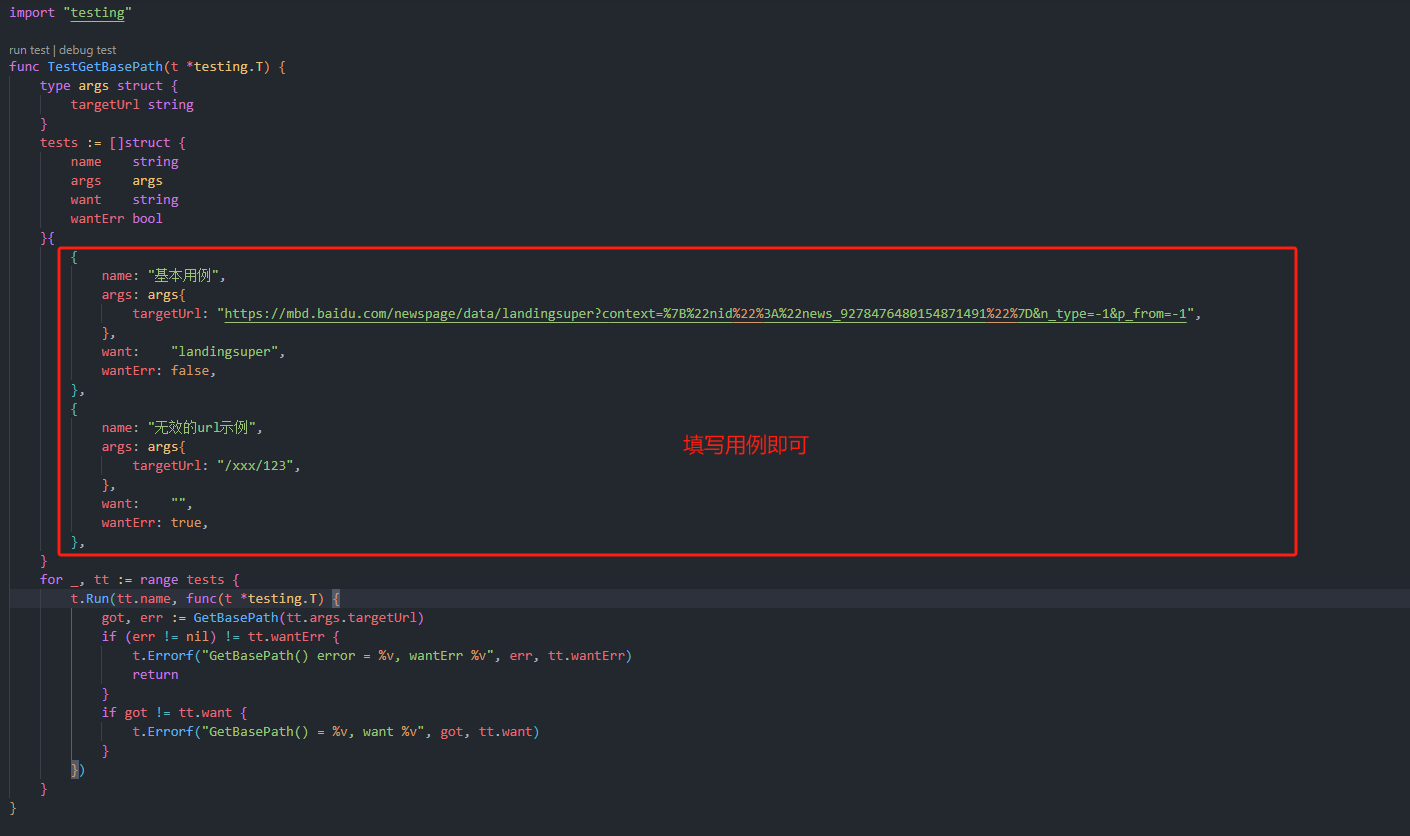 import "testing"
run test | debug test
func TestGetBasePath(t *testing.T) {
    type args struct {
        targetUrl string
    }
    tests := []struct {
        name    string
        args    args
        want    string
        wantErr bool
    }{
        {
            name: "基本用例",
            args: args{
                targetUrl: "https://mbd.baidu.com/newspage/data/landingsuper?context=%7B%22nid%22%3A%22news_9278476480154871491%22%7D&n_type=-1&p_from=-1",
            },
            want:    "landingsuper",
            wantErr: false,
        },
        {
            name: "无效的url示例",
            args: args{
填写用例即可
                targetUrl: "/xxx/123",
            },
            want:    "",
            wantErr: true,
        },
    }
    for _, tt := range tests {
        t.Run(tt.name, func(t *testing.T) {
            got, err := GetBasePath(tt.args.targetUrl)
            if (err != nil) != tt.wantErr {
                t.Errorf("GetBasePath() error = %v, wantErr %v", err, tt.wantErr)
                return
            }
            if got != tt.want {
                t.Errorf("GetBasePath() = %v, want %v", got, tt.want)
            }
        })
    }
}